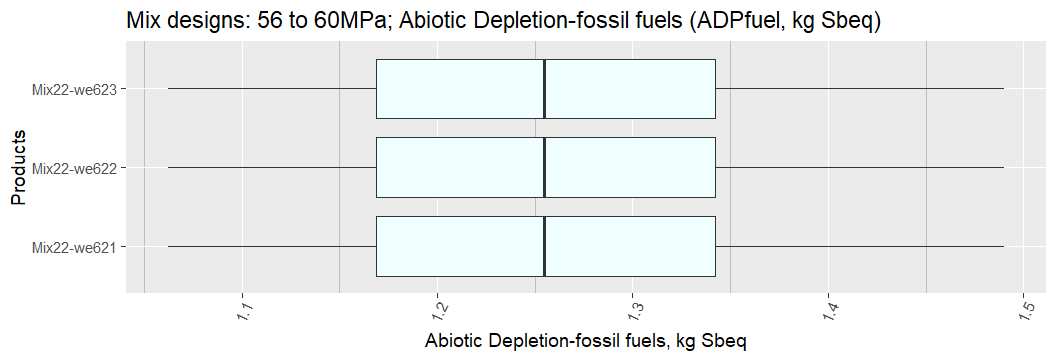 Mix designs: 56 to 60MPa; Abiotic Depletion-fossil fuels (ADPfuel, kg Sbeq)
Products
Mix22-we623
Mix22-we622
Mix22-we621
1.1 1.2 1.3 1.4 1.5
Abiotic Depletion-fossil fuels, kg Sbeq